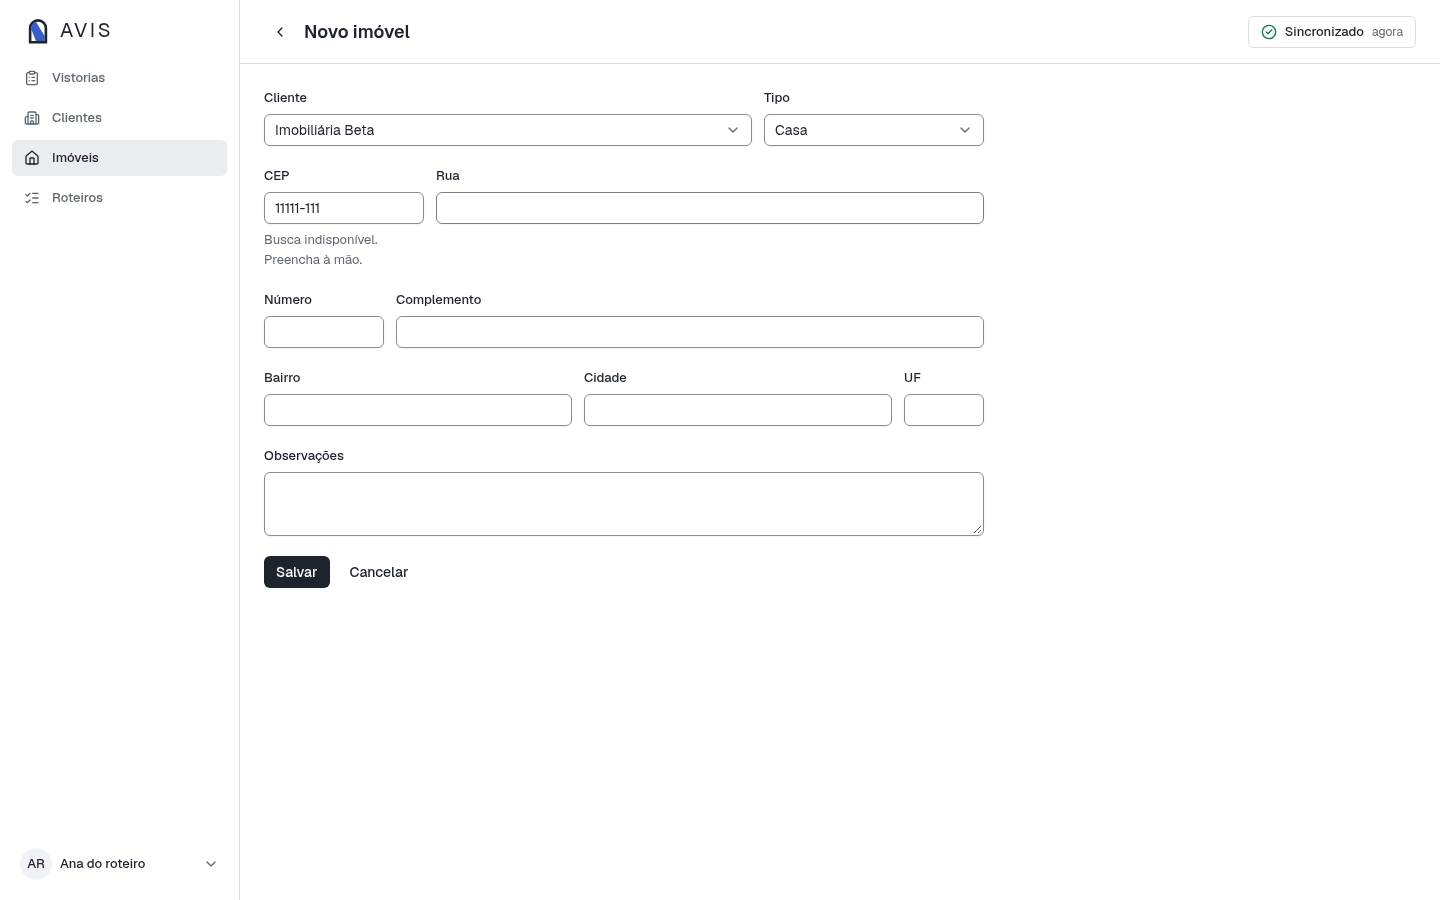 AVIS
Vistorias
Clientes
Imóveis
Roteiros
AR
Ana do roteiro
Novo imóvel
Sincronizado agora
Cliente
Tipo
Imobiliária Beta
Casa
CEP
Rua
11111-111
Busca indisponível.
Preencha à mão.
Número
Complemento
Bairro
Cidade
UF
Observações
Salvar
Cancelar